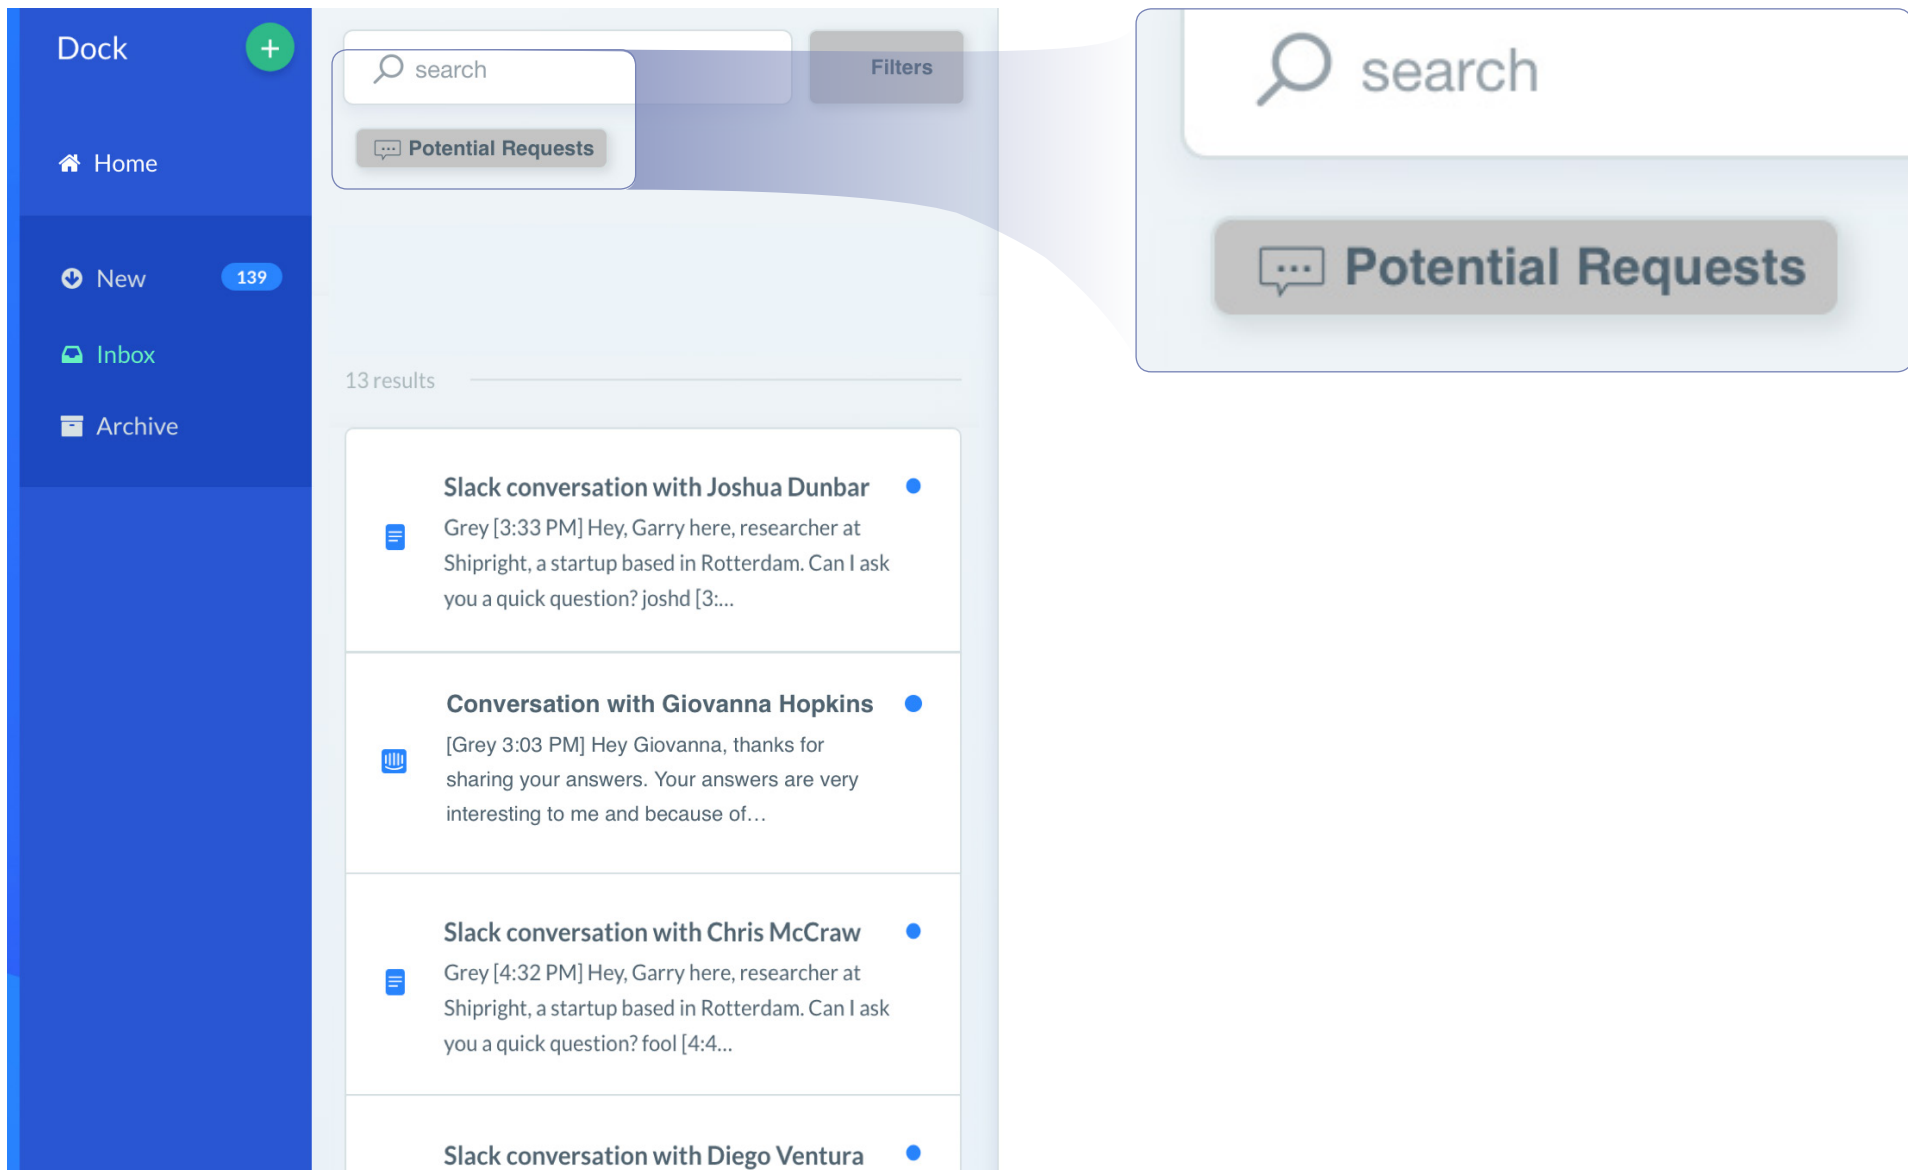 Dock
+
Home
New
139
Inbox
Archive
search
Filters
Potential Requests
13 results
Slack conversation with Joshua Dunbar
Grey [3:33 PM] Hey, Garry here, researcher at
Shipright, a startup based in Rotterdam. Can I ask
you a quick question? joshd [3:...
Conversation with Giovanna Hopkins
[Grey 3:03 PM] Hey Giovanna, thanks for
sharing your answers. Your answers are very
interesting to me and because of...
Slack conversation with Chris McCraw
Grey [4:32 PM] Hey, Garry here, researcher at
Shipright, a startup based in Rotterdam. Can I ask
you a quick question? fool [4:4...
Slack conversation with Diego Ventura
search
Potential Requests